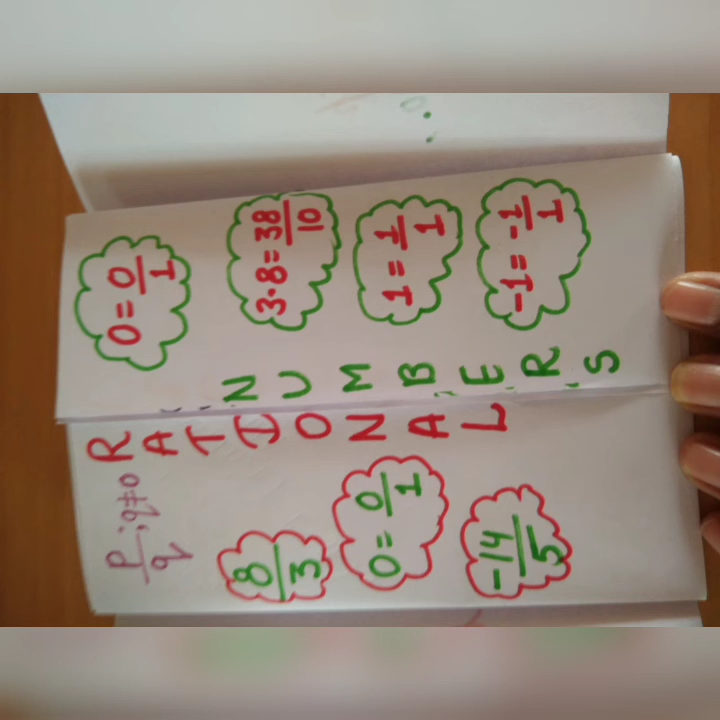 p/q ; q≠0
8/3
0 = 0/1
-14/5
RATIONAL
NUMBERS
0 = 0/1
3·8 = 38/10
1 = 1/1
-1 = -1/1